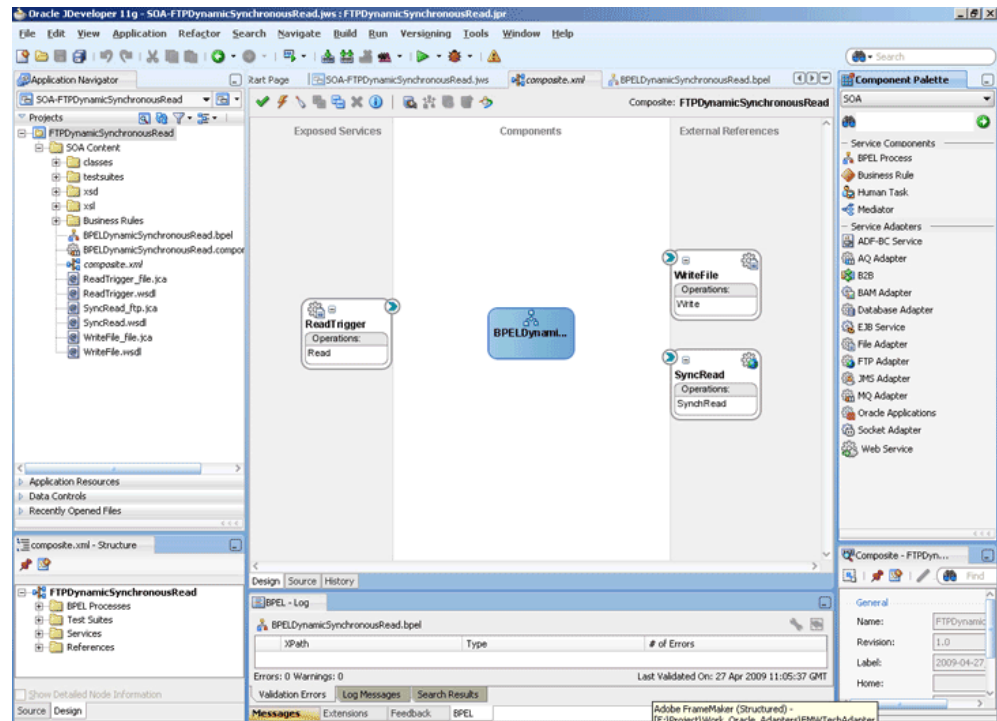 Oracle JDeveloper 11g - SOA-FTPDynamicSynchronousRead.jws : FTPDynamicSynchronousRead.jpr
File Edit View Application Refactor Search Navigate Build Run Versioning Tools Window Help
Search
Application Navigator
SOA-FTPDynamicSynchronousRead
Projects
FTPDynamicSynchronousRead
SOA Content
classes
testsuites
xsd
xsl
Business Rules
BPELDynamicSynchronousRead.bpel
BPELDynamicSynchronousRead.compor
composite.xml
ReadTrigger_file.jca
ReadTrigger.wsdl
SyncRead_ftp.jca
SyncRead.wsdl
WriteFile_file.jca
WriteFile.wsdl
Application Resources
Data Controls
Recently Opened Files
composite.xml - Structure
FTPDynamicSynchronousRead
BPEL Processes
Test Suites
Services
References
Show Detailed Node Information
Source Design
tart Page SOA-FTPDynamicSynchronousRead.jws composite.xml BPELDynamicSynchronousRead.bpel
Composite: FTPDynamicSynchronousRead
Exposed Services Components External References
ReadTrigger
Operations:
Read
BPELDynami...
WriteFile
Operations:
Write
SyncRead
Operations:
SynchRead
Design Source History
BPEL - Log
BPELDynamicSynchronousRead.bpel
XPath Type # of Errors
Errors: 0 Warnings: 0 Last Validated On: 27 Apr 2009 11:05:37 GMT
Validation Errors Log Messages Search Results
Messages Extensions Feedback BPEL
Adobe FrameMaker (Structured) -
Component Palette
SOA
Service Components
BPEL Process
Business Rule
Human Task
Mediator
Service Adapters
ADF-BC Service
AQ Adapter
B2B
BAM Adapter
Database Adapter
EJB Service
File Adapter
FTP Adapter
JMS Adapter
MQ Adapter
Oracle Applications
Socket Adapter
Web Service
Composite - FTPDyn...
Find
General
Name: FTPDynamic
Revision: 1.0
Label: 2009-04-27
Home: